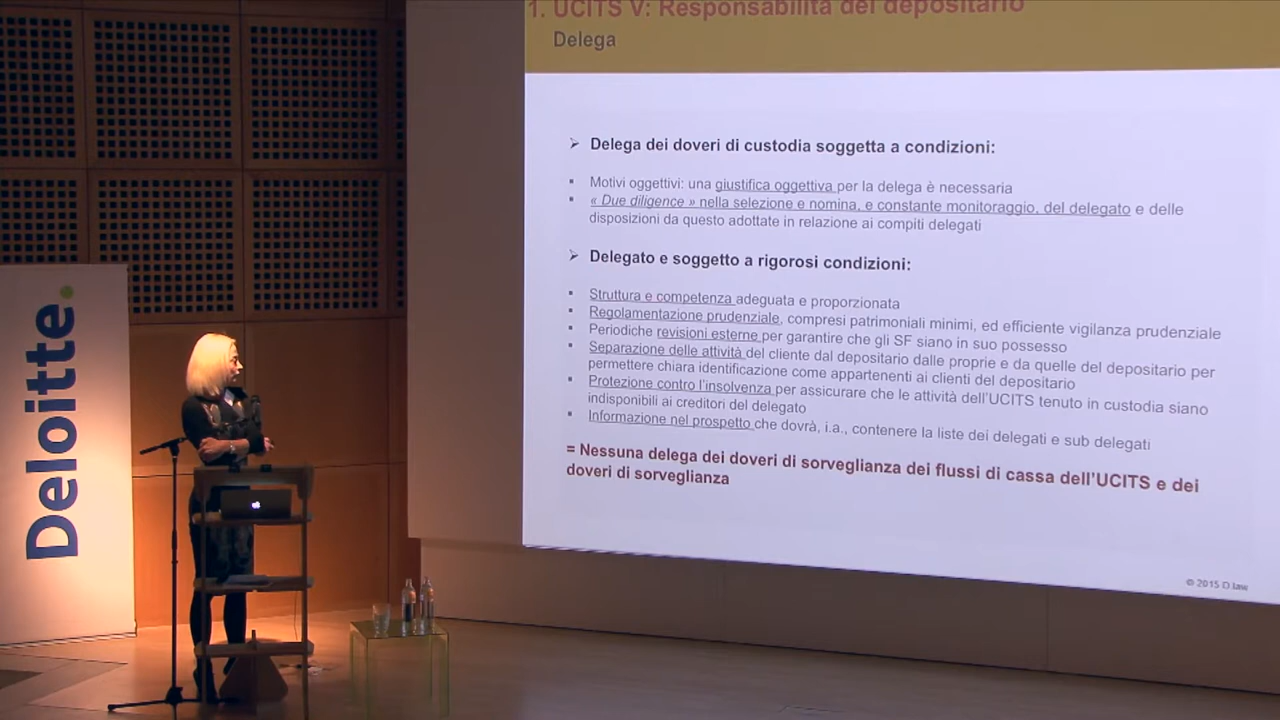 1. UCITS V: Responsabilità del depositario
Delega
Delega dei doveri di custodia soggetta a condizioni:
Motivi oggettivi: una giustifica oggettiva per la delega è necessaria
« Due diligence » nella selezione e nomina, e constante monitoraggio, del delegato e delle
disposizioni da questo adottate in relazione ai compiti delegati
Delegato e soggetto a rigorosi condizioni:
Struttura e competenza adeguata e proporzionata
Regolamentazione prudenziale, compresi patrimoniali minimi, ed efficiente vigilanza prudenziale
Periodiche revisioni esterne per garantire che gli SF siano in suo possesso
Separazione delle attività del cliente dal depositario dalle proprie e da quelle del depositario per
permettere chiara identificazione come appartenenti ai clienti del depositario
Protezione contro l'insolvenza per assicurare che le attività dell'UCITS tenuto in custodia siano
indisponibili ai creditori del delegato
Informazione nel prospetto che dovrà, i.a., contenere la liste dei delegati e sub delegati
= Nessuna delega dei doveri di sorveglianza dei flussi di cassa dell'UCITS e dei
doveri di sorveglianza
© 2015 D.law
Deloitte.